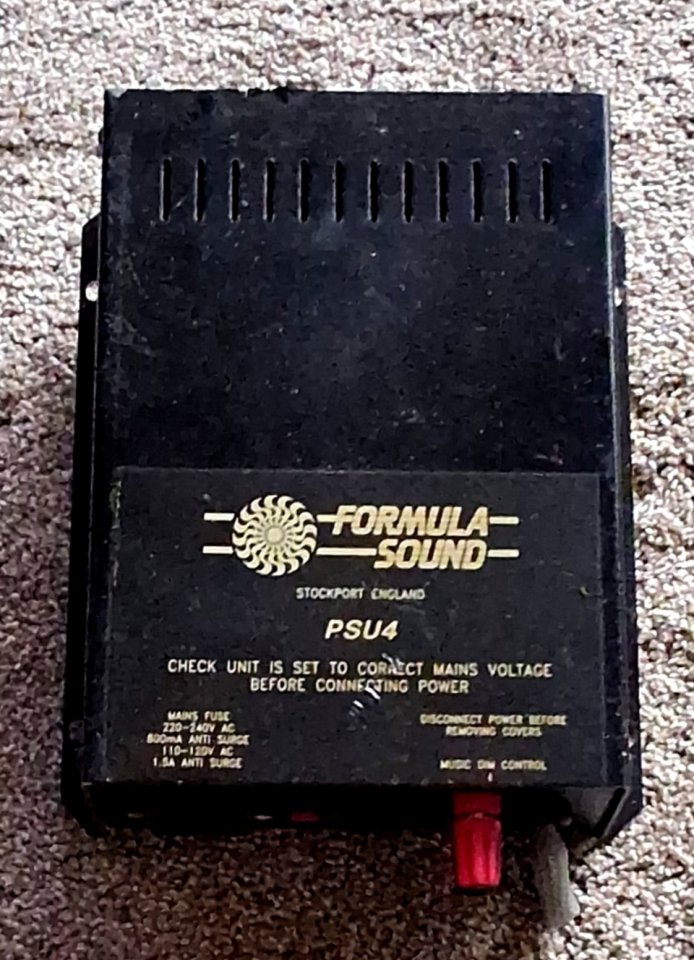 FORMULA
SOUND
STOCKPORT ENGLAND
PSU4
CHECK UNIT IS SET TO CORRECT MAINS VOLTAGE
BEFORE CONNECTING POWER
MAINS FUSE
220-240V AC
800mA ANTI SURGE
110-120V AC
1.5A ANTI SURGE
DISCONNECT POWER BEFORE
REMOVING COVERS
MUSIC DIM CONTROL